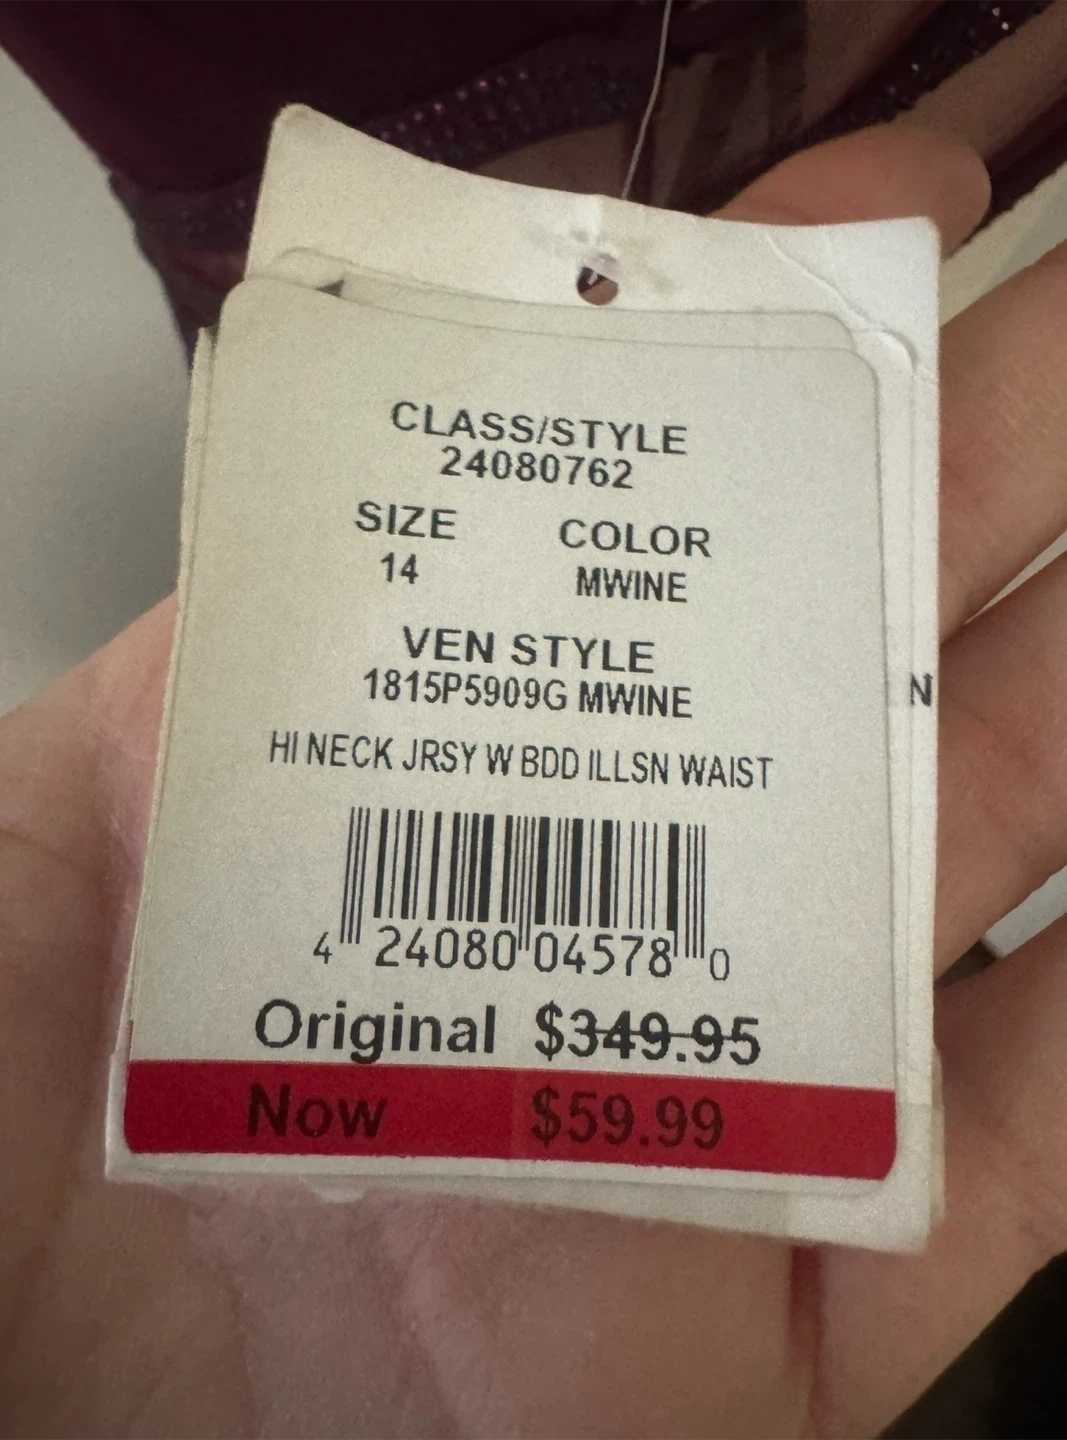 CLASS/STYLE
24080762
SIZE COLOR
14 MWINE
VEN STYLE
1815P5909G MWINE
N
HI NECK JRSY W BDD ILLSN WAIST
4 24080 04578 0
Original $349.95
Now $59.99